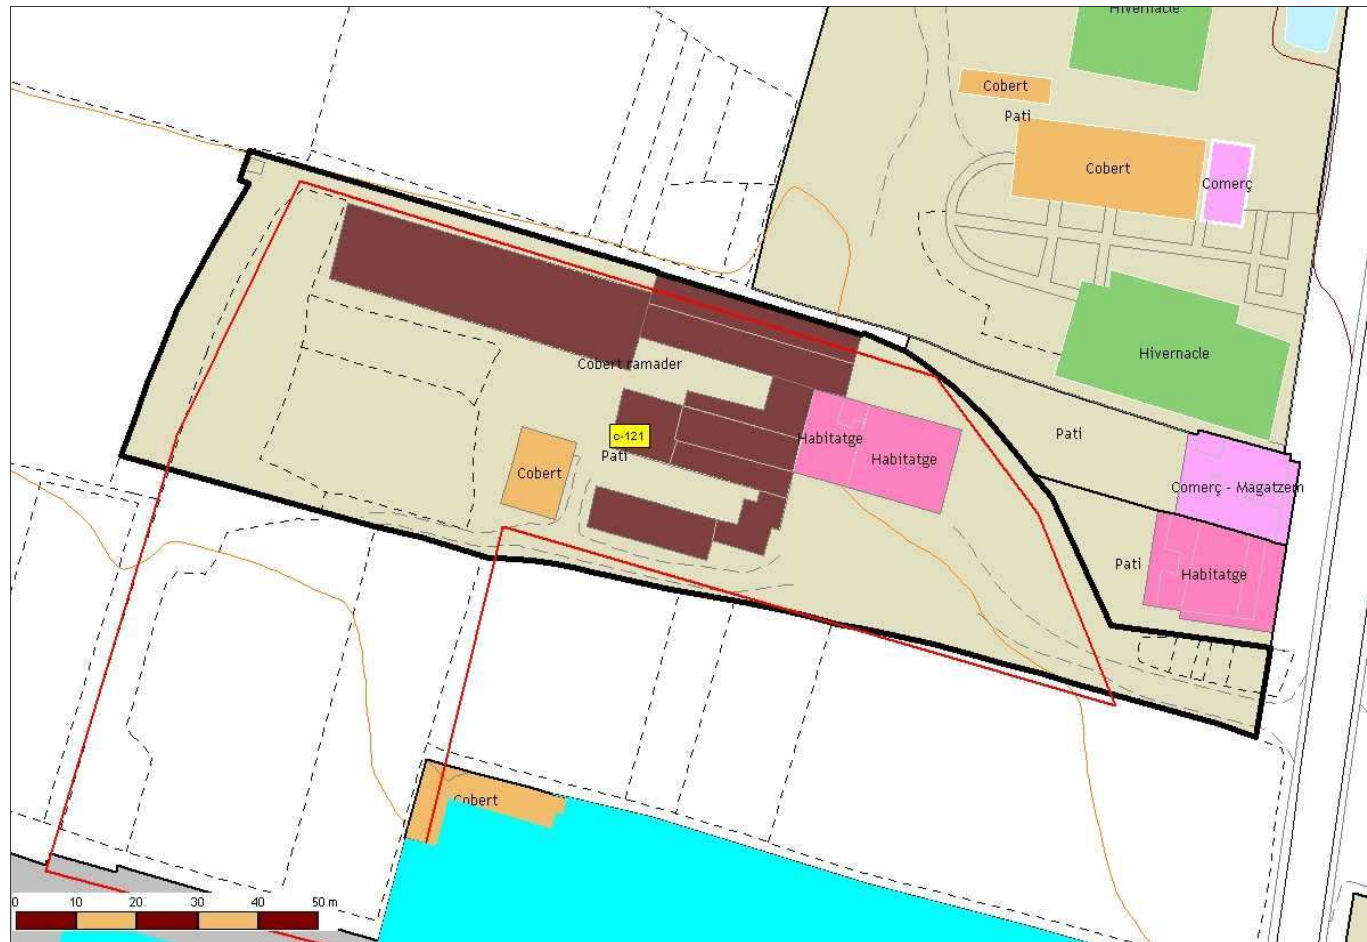 Hivernacle
Cobert
Pati
Cobert
Comerç
Hivernacle
Cobert ramader
c-121
Pati
Habitatge
Habitatge
Pati
Cobert
Comerç - Magatzem
Pati
Habitatge
Cobert
0 10 20 30 40 50 m